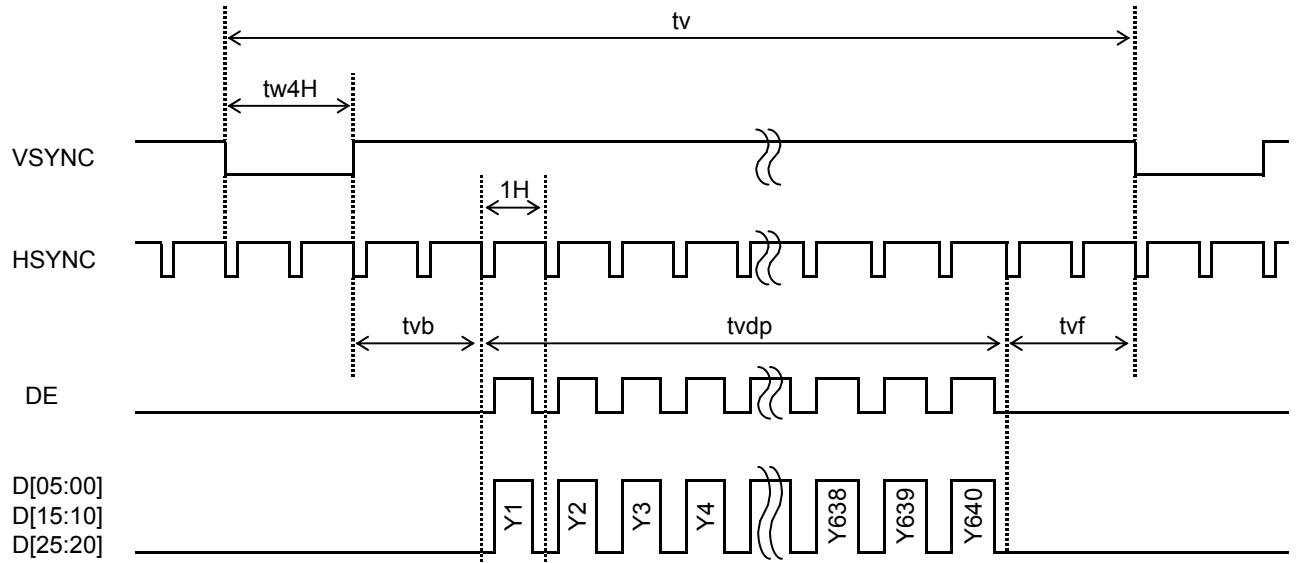 tv
tw4H
VSYNC
1H
HSYNC
tvb
tvdp
tvf
DE
D[05:00]
D[15:10]
D[25:20]
Y1
Y2
Y3
Y4
Y638
Y639
Y640